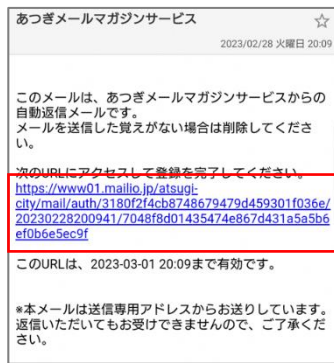 あつぎメールマガジンサービス
2023/02/28 火曜日 20:09
このメールは、あつぎメールマガジンサービスからの
自動返信メールです。
メールを送信した覚えがない場合は削除してくださ
い。
次のURLにアクセスして登録を完了してください。
https://www01.mailio.jp/atsugi-
city/mail/auth/3180f2f4cb8748679479d459301f036e/
20230228200941/7048f8d01435474e867d431a5a5b6
ef0b6e5ec9f
このURLは、2023-03-01 20:09まで有効です。
*本メールは送信専用アドレスからお送りしています。
返信いただいてもお受けできませんので、ご了承くだ
さい。